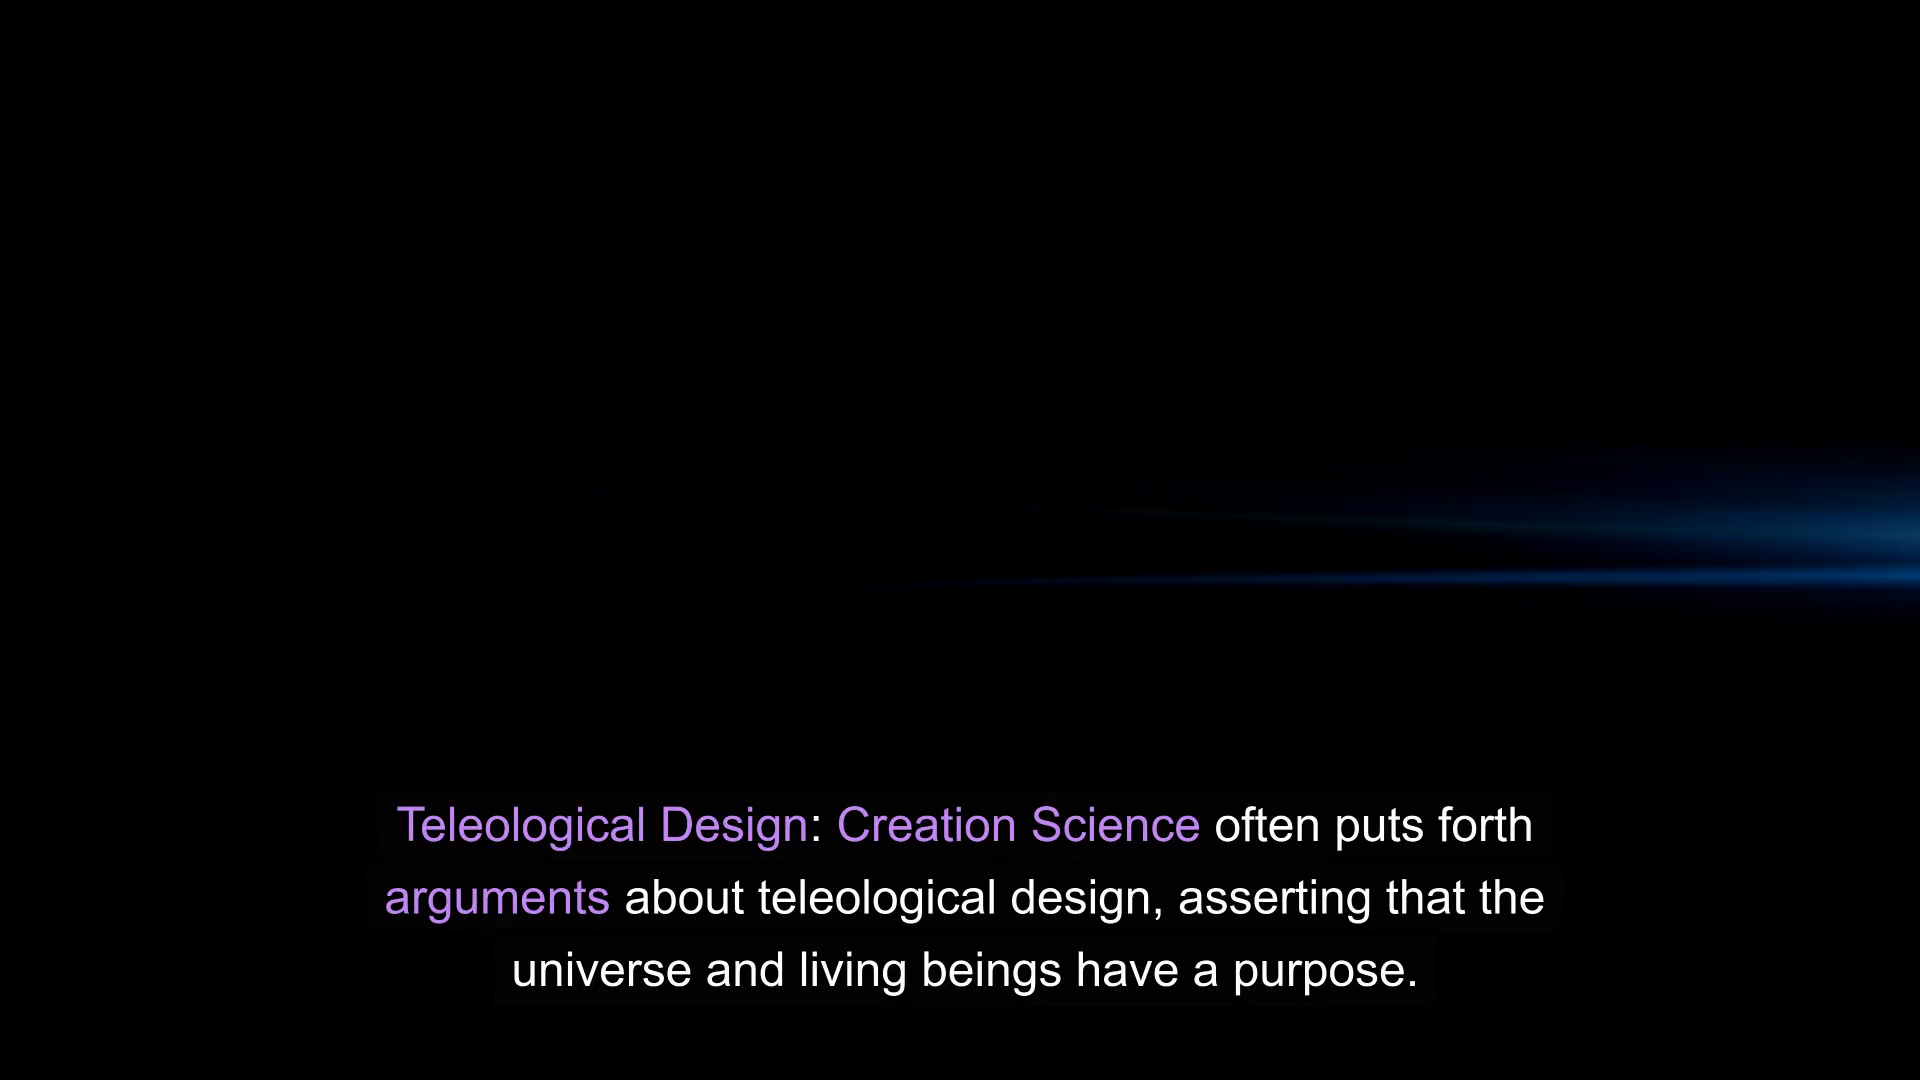 Teleological Design: Creation Science often puts forth
arguments about teleological design, asserting that the
universe and living beings have a purpose.